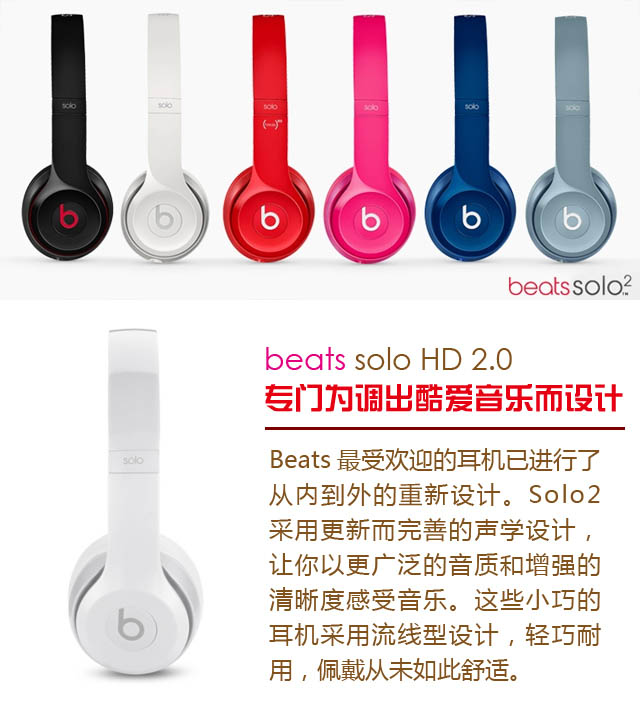 solo
solo
solo
solo
solo
solo
b
b
b
b
b
b
beatssolo²™
beats solo HD 2.0
专门为调出酷爱音乐而设计
solo
b
Beats 最受欢迎的耳机已进行了
从内到外的重新设计。Solo2
采用更新而完善的声学设计，
让你以更广泛的音质和增强的
清晰度感受音乐。这些小巧的
耳机采用流线型设计，轻巧耐
用，佩戴从未如此舒适。